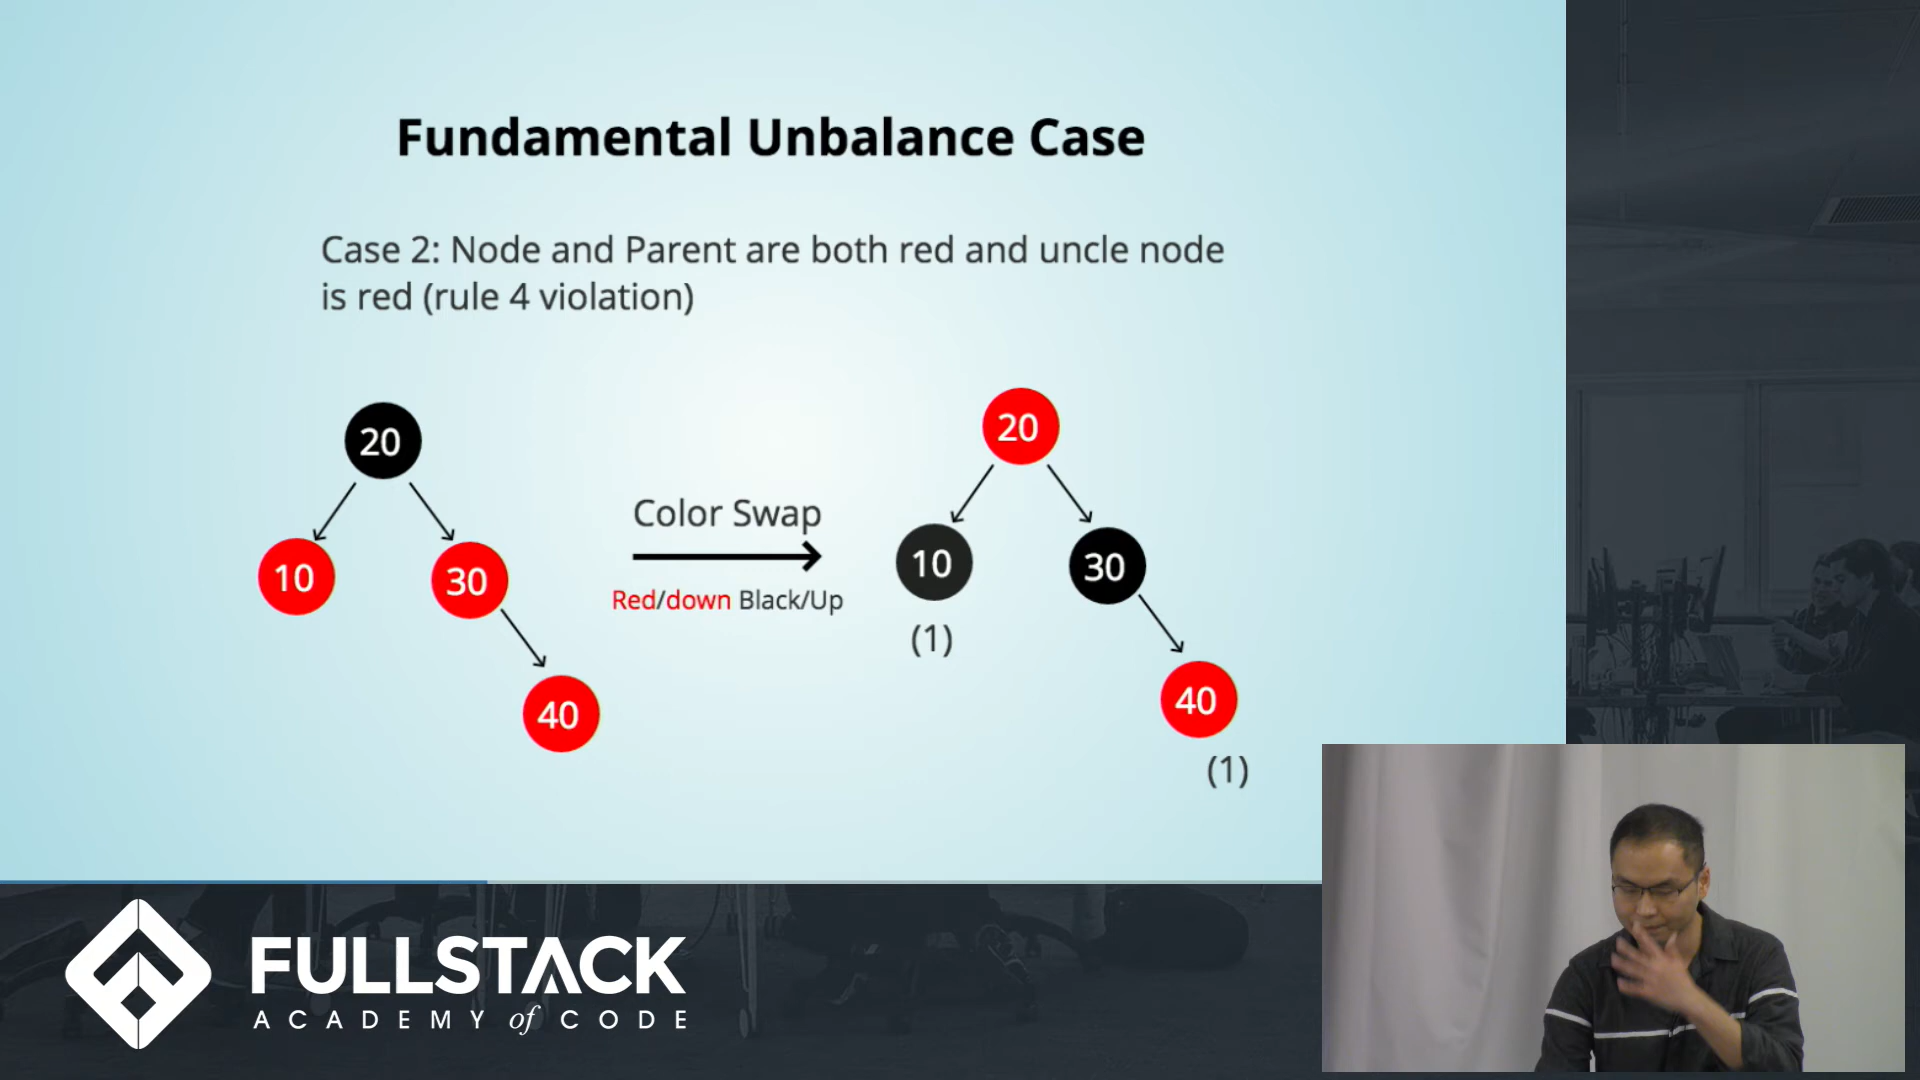 Fundamental Unbalance Case
Case 2: Node and Parent are both red and uncle node
is red (rule 4 violation)
20
10
30
40
Color Swap
Red/down Black/Up
20
10
30
(1)
40
(1)
FULLSTACK
ACADEMY of CODE